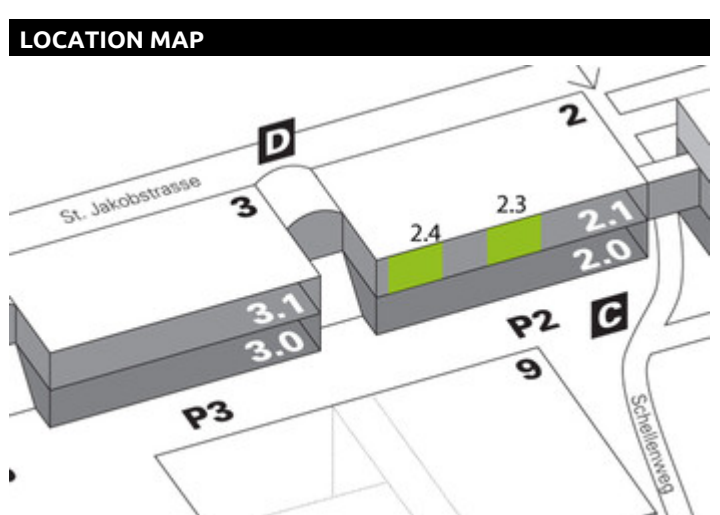 LOCATION MAP
2
D
St. Jakobstrasse
3
2.3
2.4
2.1
2.0
3.1
3.0
P2
C
9
P3
Schellenweg